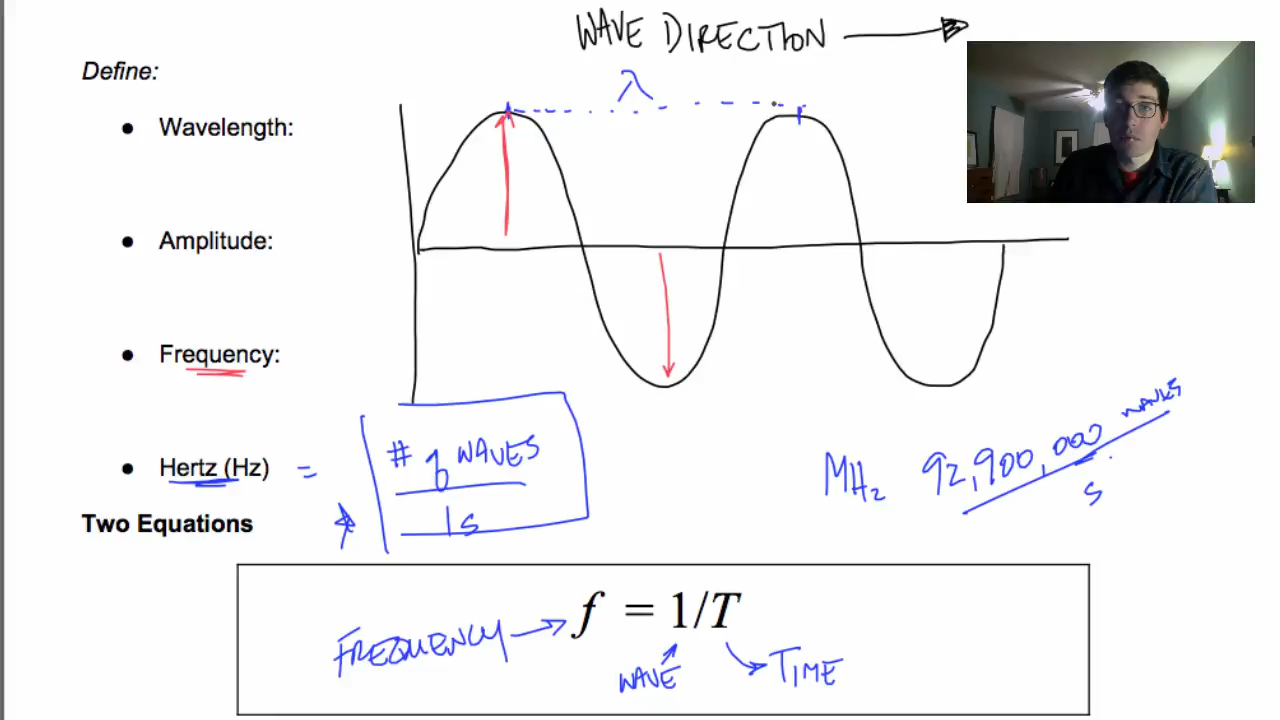 WAVE DIRECTION
Define:
λ
● Wavelength:
● Amplitude:
● Frequency:
● Hertz (Hz) =
# of WAVES
1s
MHz 92,900,000 WAVES
s
Two Equations
f = 1/T
FREQUENCY
WAVE
TIME